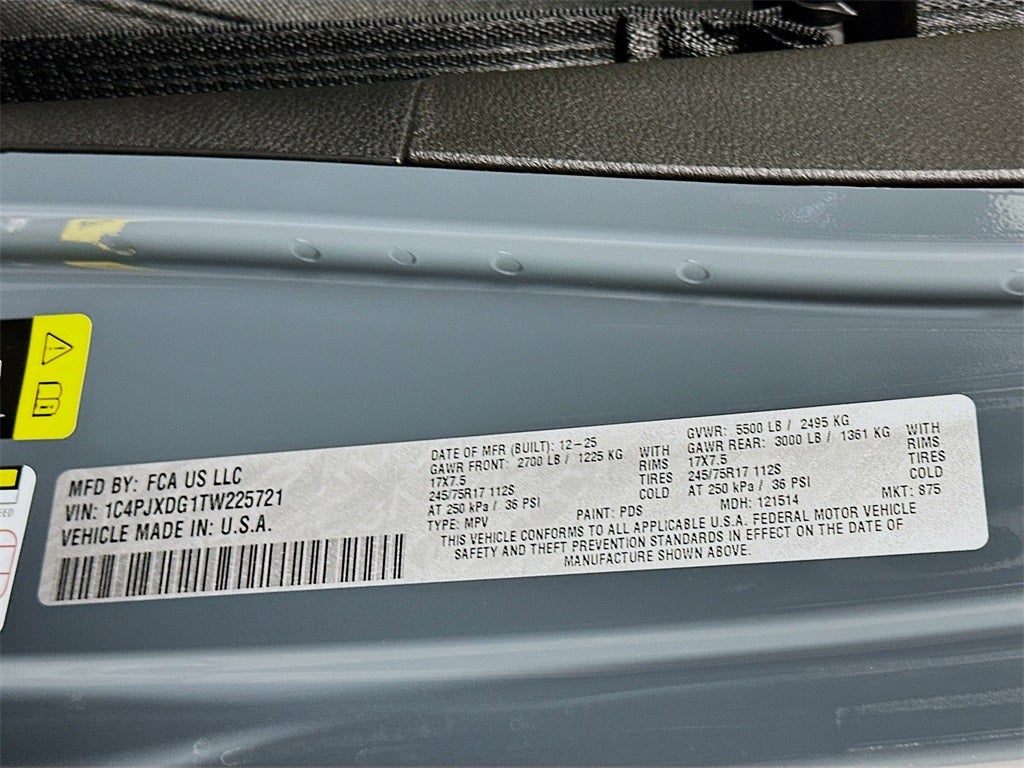 MFD BY: FCA US LLC
VIN: 1C4PJXDG1TW225721
VEHICLE MADE IN: U.S.A.
DATE OF MFR (BUILT): 12-25
GAWR FRONT: 2700 LB / 1225 KG WITH
17X7.5 RIMS
245/75R17 112S TIRES
AT 250 kPa / 36 PSI COLD
TYPE: MPV PAINT: PDS
GVWR: 5500 LB / 2495 KG
GAWR REAR: 3000 LB / 1361 KG WITH
17X7.5 RIMS
245/75R17 112S TIRES
AT 250 kPa / 36 PSI COLD
MDH: 121514 MKT: 875
THIS VEHICLE CONFORMS TO ALL APPLICABLE U.S.A. FEDERAL MOTOR VEHICLE
SAFETY AND THEFT PREVENTION STANDARDS IN EFFECT ON THE DATE OF
MANUFACTURE SHOWN ABOVE.